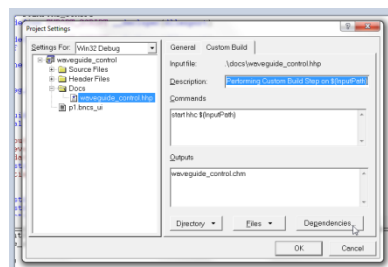 Project Settings
Settings For: Win32 Debug
General Custom Build
waveguide_control
Source Files
Header Files
Docs
waveguide_control.hhp
p1.bncs_ui
Input file: .\docs\waveguide_control.hhp
Description: Performing Custom Build Step on $(InputPath)
Commands
start hhc $(InputPath)
Outputs
waveguide_control.chm
Directory Files Dependencies
OK Cancel